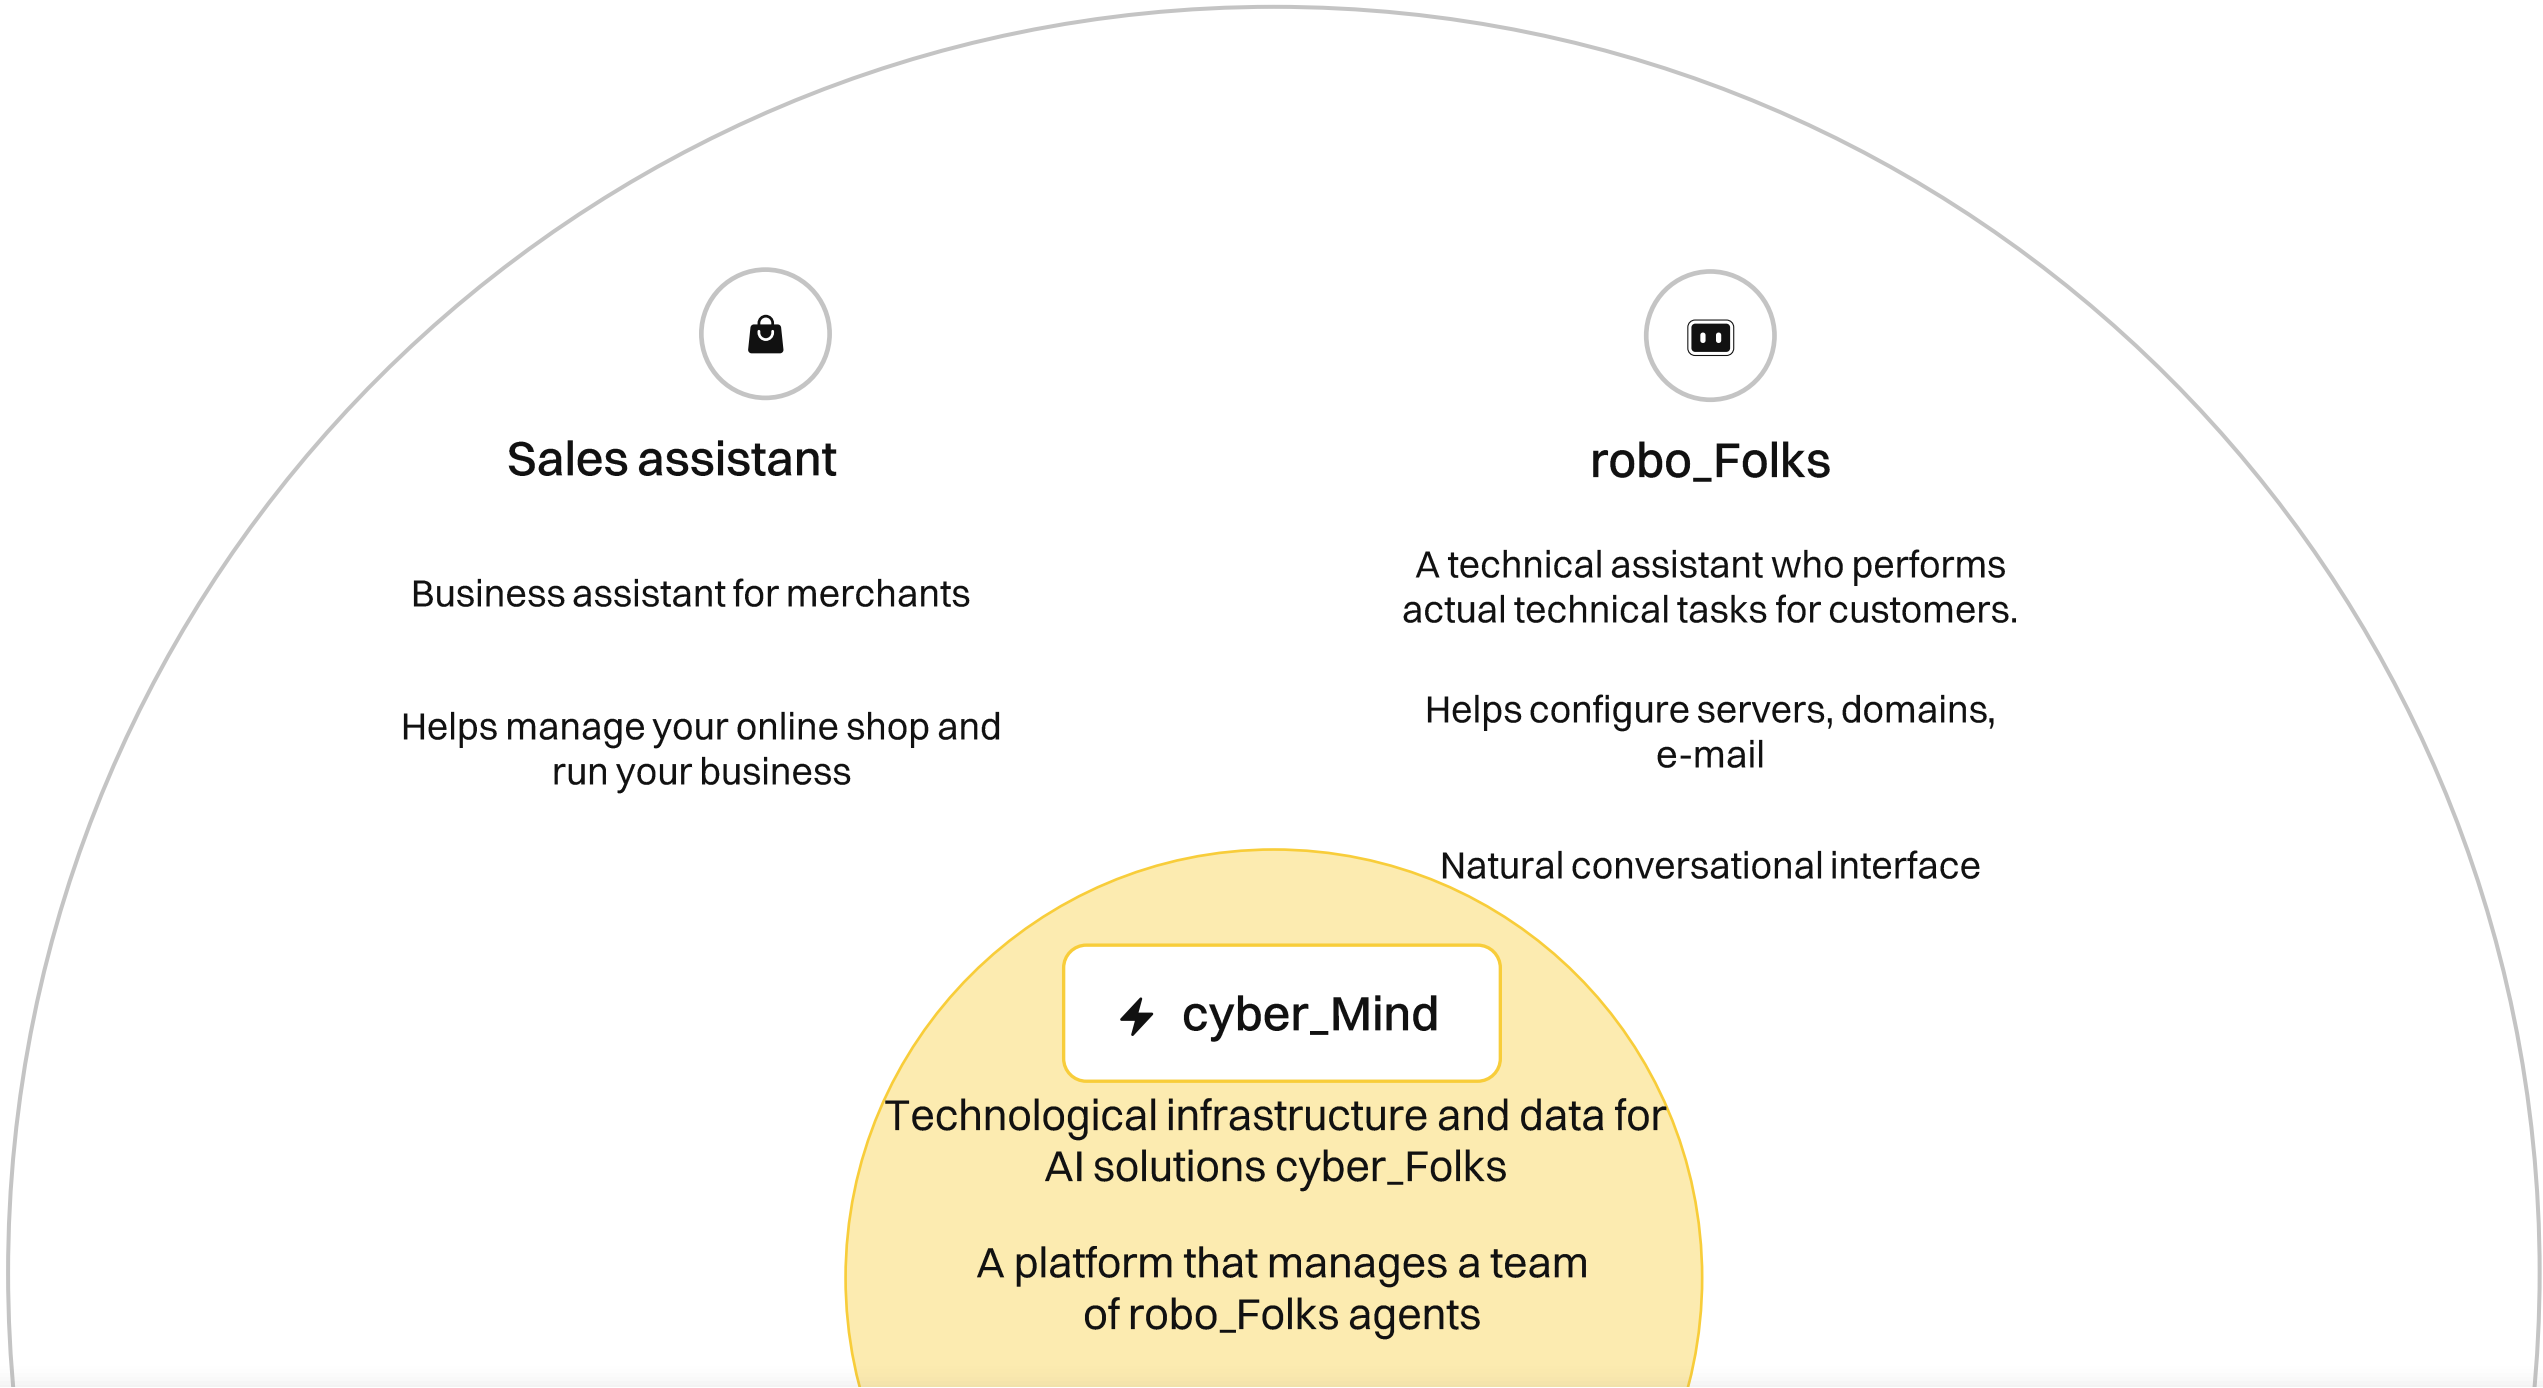 Sales assistant
Business assistant for merchants
Helps manage your online shop and
run your business
robo_Folks
A technical assistant who performs
actual technical tasks for customers.
Helps configure servers, domains,
e-mail
Natural conversational interface
cyber_Mind
Technological infrastructure and data for
AI solutions cyber_Folks
A platform that manages a team
of robo_Folks agents